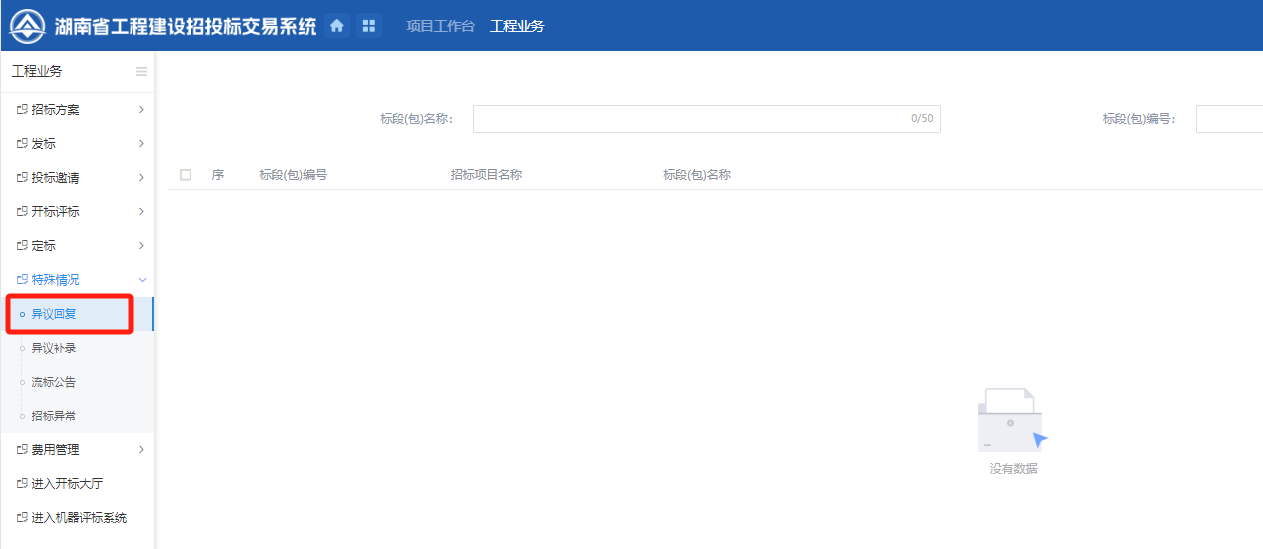 湖南省工程建设招投标交易系统 项目工作台 工程业务
工程业务
招标方案
发标
投标邀请
开标评标
定标
特殊情况
异议回复
异议补录
流标公告
招标异常
费用管理
进入开标大厅
进入机器评标系统
标段(包)名称： 0/50 标段(包)编号：
序 标段(包)编号 招标项目名称 标段(包)名称
没有数据